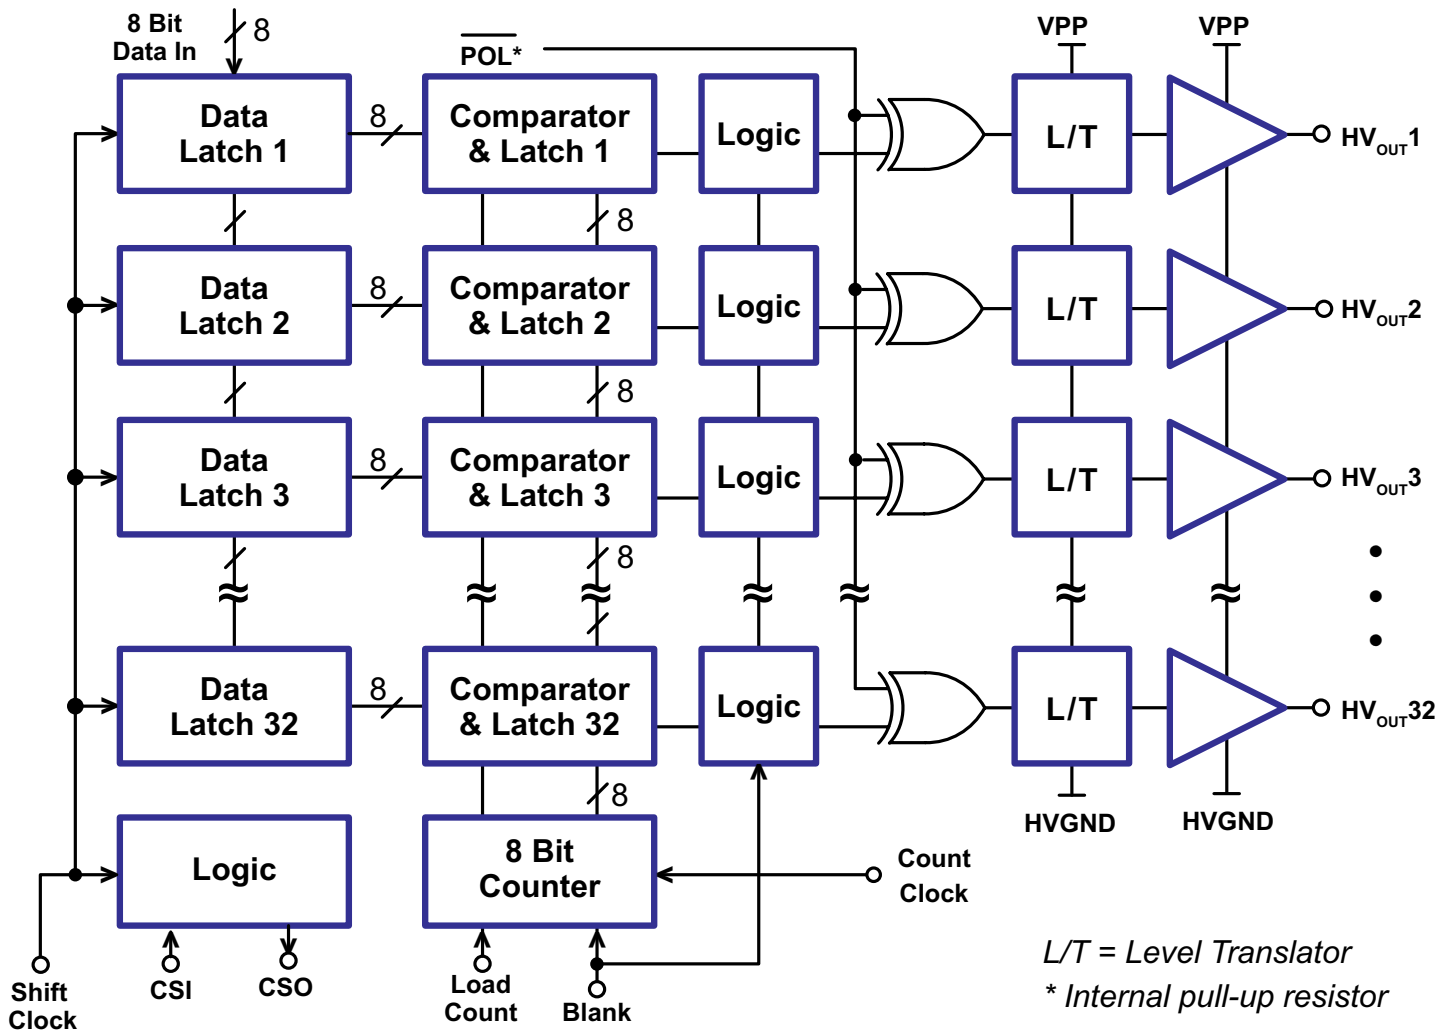 8 Bit
Data In
8
POL*
VPP
VPP
Data
Latch 1
8
Comparator
& Latch 1
Logic
L/T
HVOUT1
8
Data
Latch 2
8
Comparator
& Latch 2
Logic
L/T
HVOUT2
8
Data
Latch 3
8
Comparator
& Latch 3
Logic
L/T
HVOUT3
8
Data
Latch 32
8
Comparator
& Latch 32
Logic
L/T
HVOUT32
8
HVGND
HVGND
Logic
8 Bit
Counter
Count
Clock
Shift
Clock
CSI
CSO
Load
Count
Blank
L/T = Level Translator
* Internal pull-up resistor